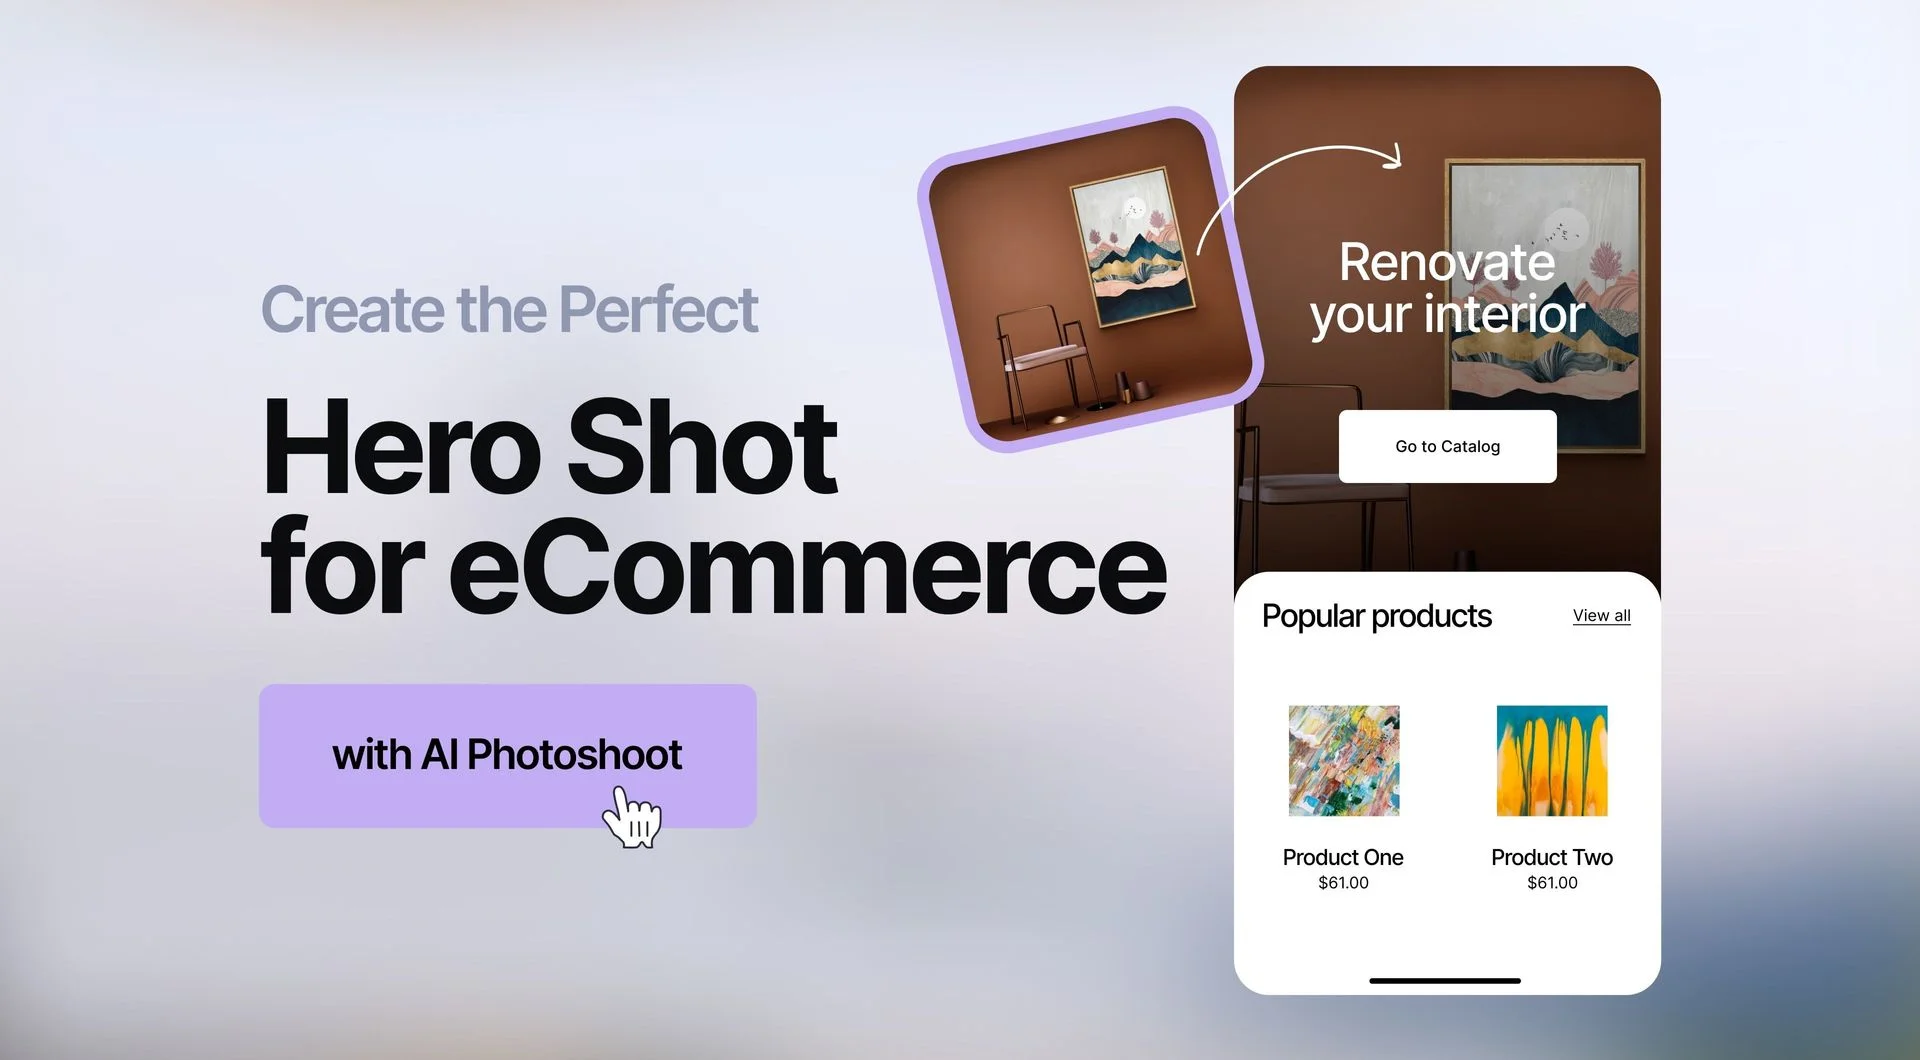 Create the Perfect
Hero Shot
for eCommerce
with AI Photoshoot
Renovate
your interior
Go to Catalog
Popular products
View all
Product One
$61.00
Product Two
$61.00